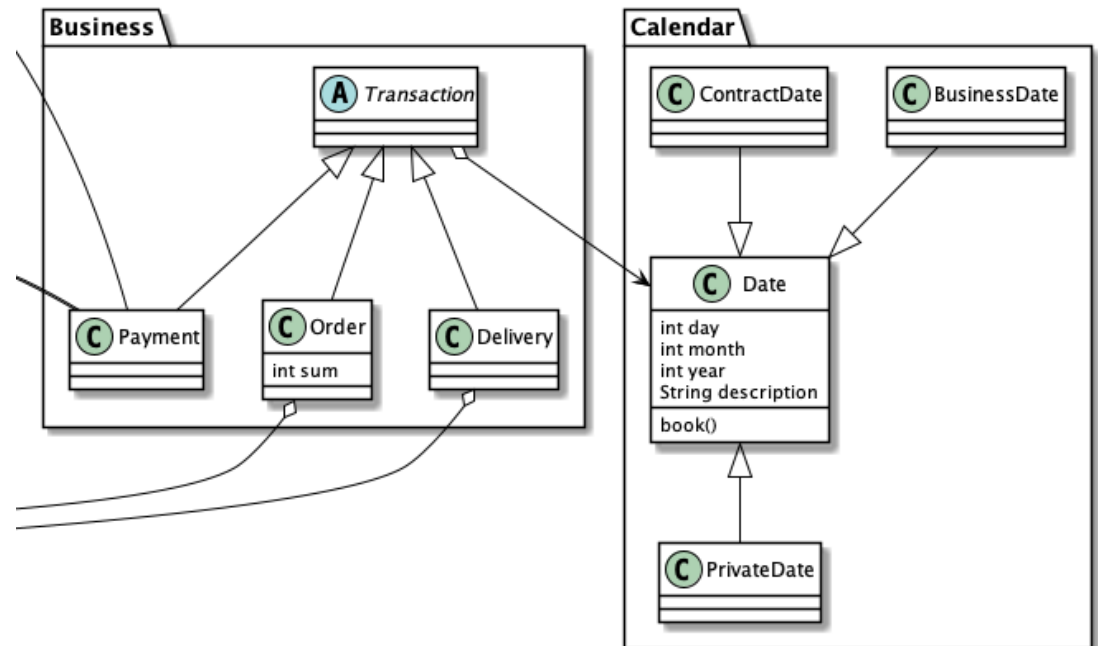 Business
A Transaction
C Payment
C Order
int sum
C Delivery
Calendar
C ContractDate
C BusinessDate
C Date
int day
int month
int year
String description
book()
C PrivateDate